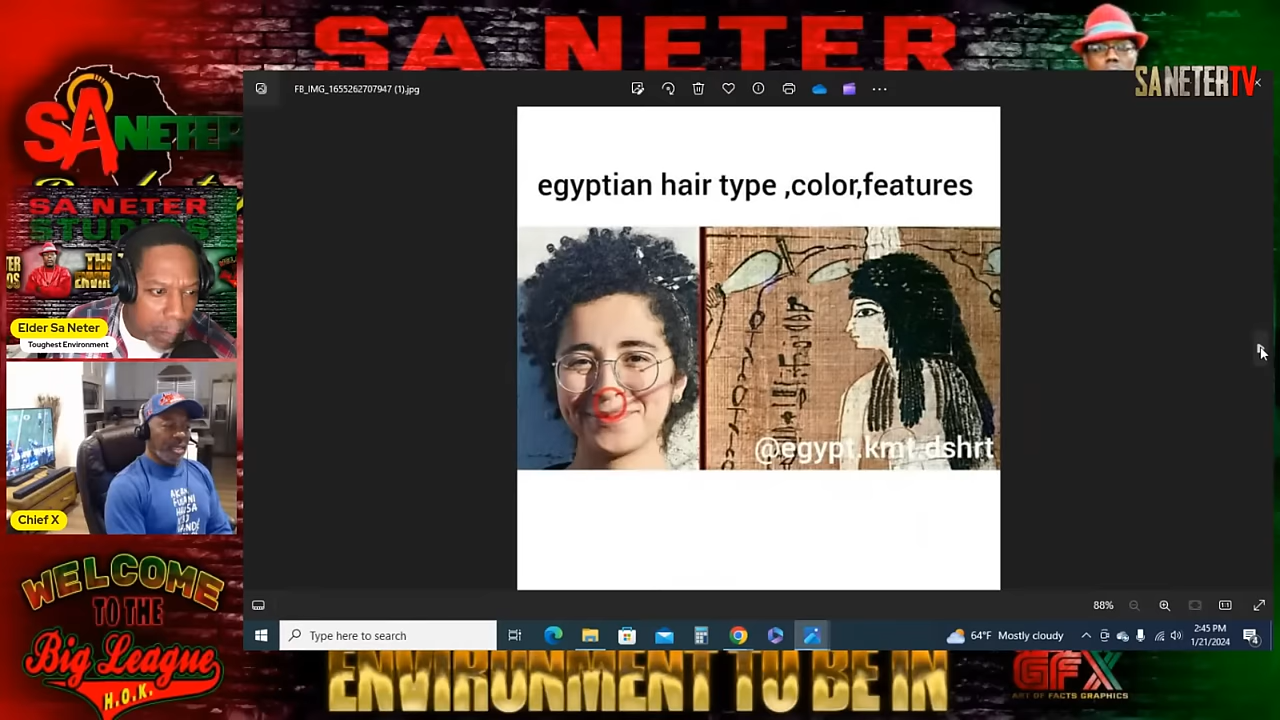 SA NETER
SANETERTV
FB_IMG_1655262707947 (1).jpg
SANETER
egyptian hair type ,color,features
SA NETER
STUDIOS
Elder Sa Neter
Toughest Environment
@egypt.kmt.dshrt
Chief X
WELCOME
TO THE
Big League
H.O.K.
88%
Type here to search
64°F Mostly cloudy
2:45 PM
1/21/2024
ENVIRONMENT TO BE IN
GFX
ART OF FACTS GRAPHICS